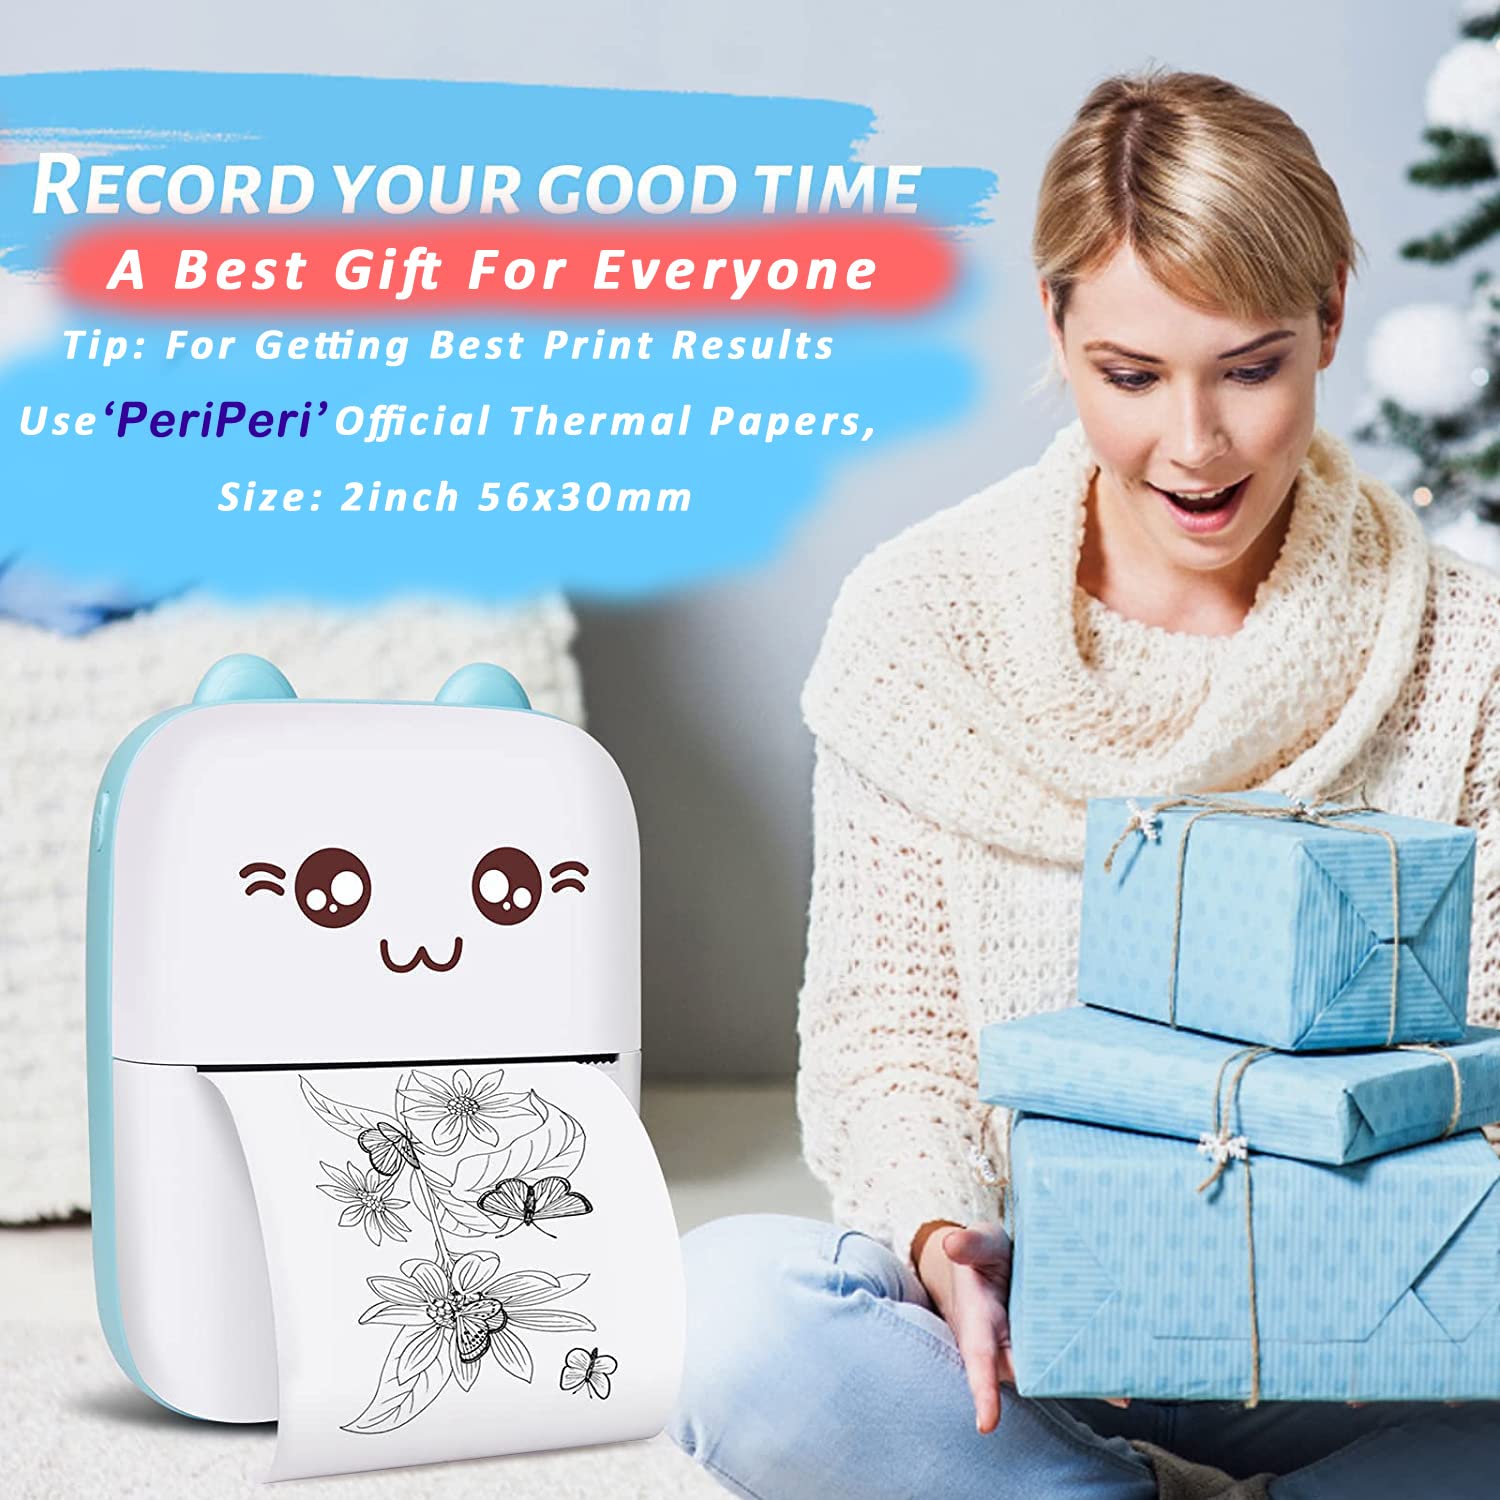 Record your good time
A Best Gift For Everyone
Tip: For Getting Best Print Results
Use 'PeriPeri' Official Thermal Papers,
Size: 2inch 56x30mm